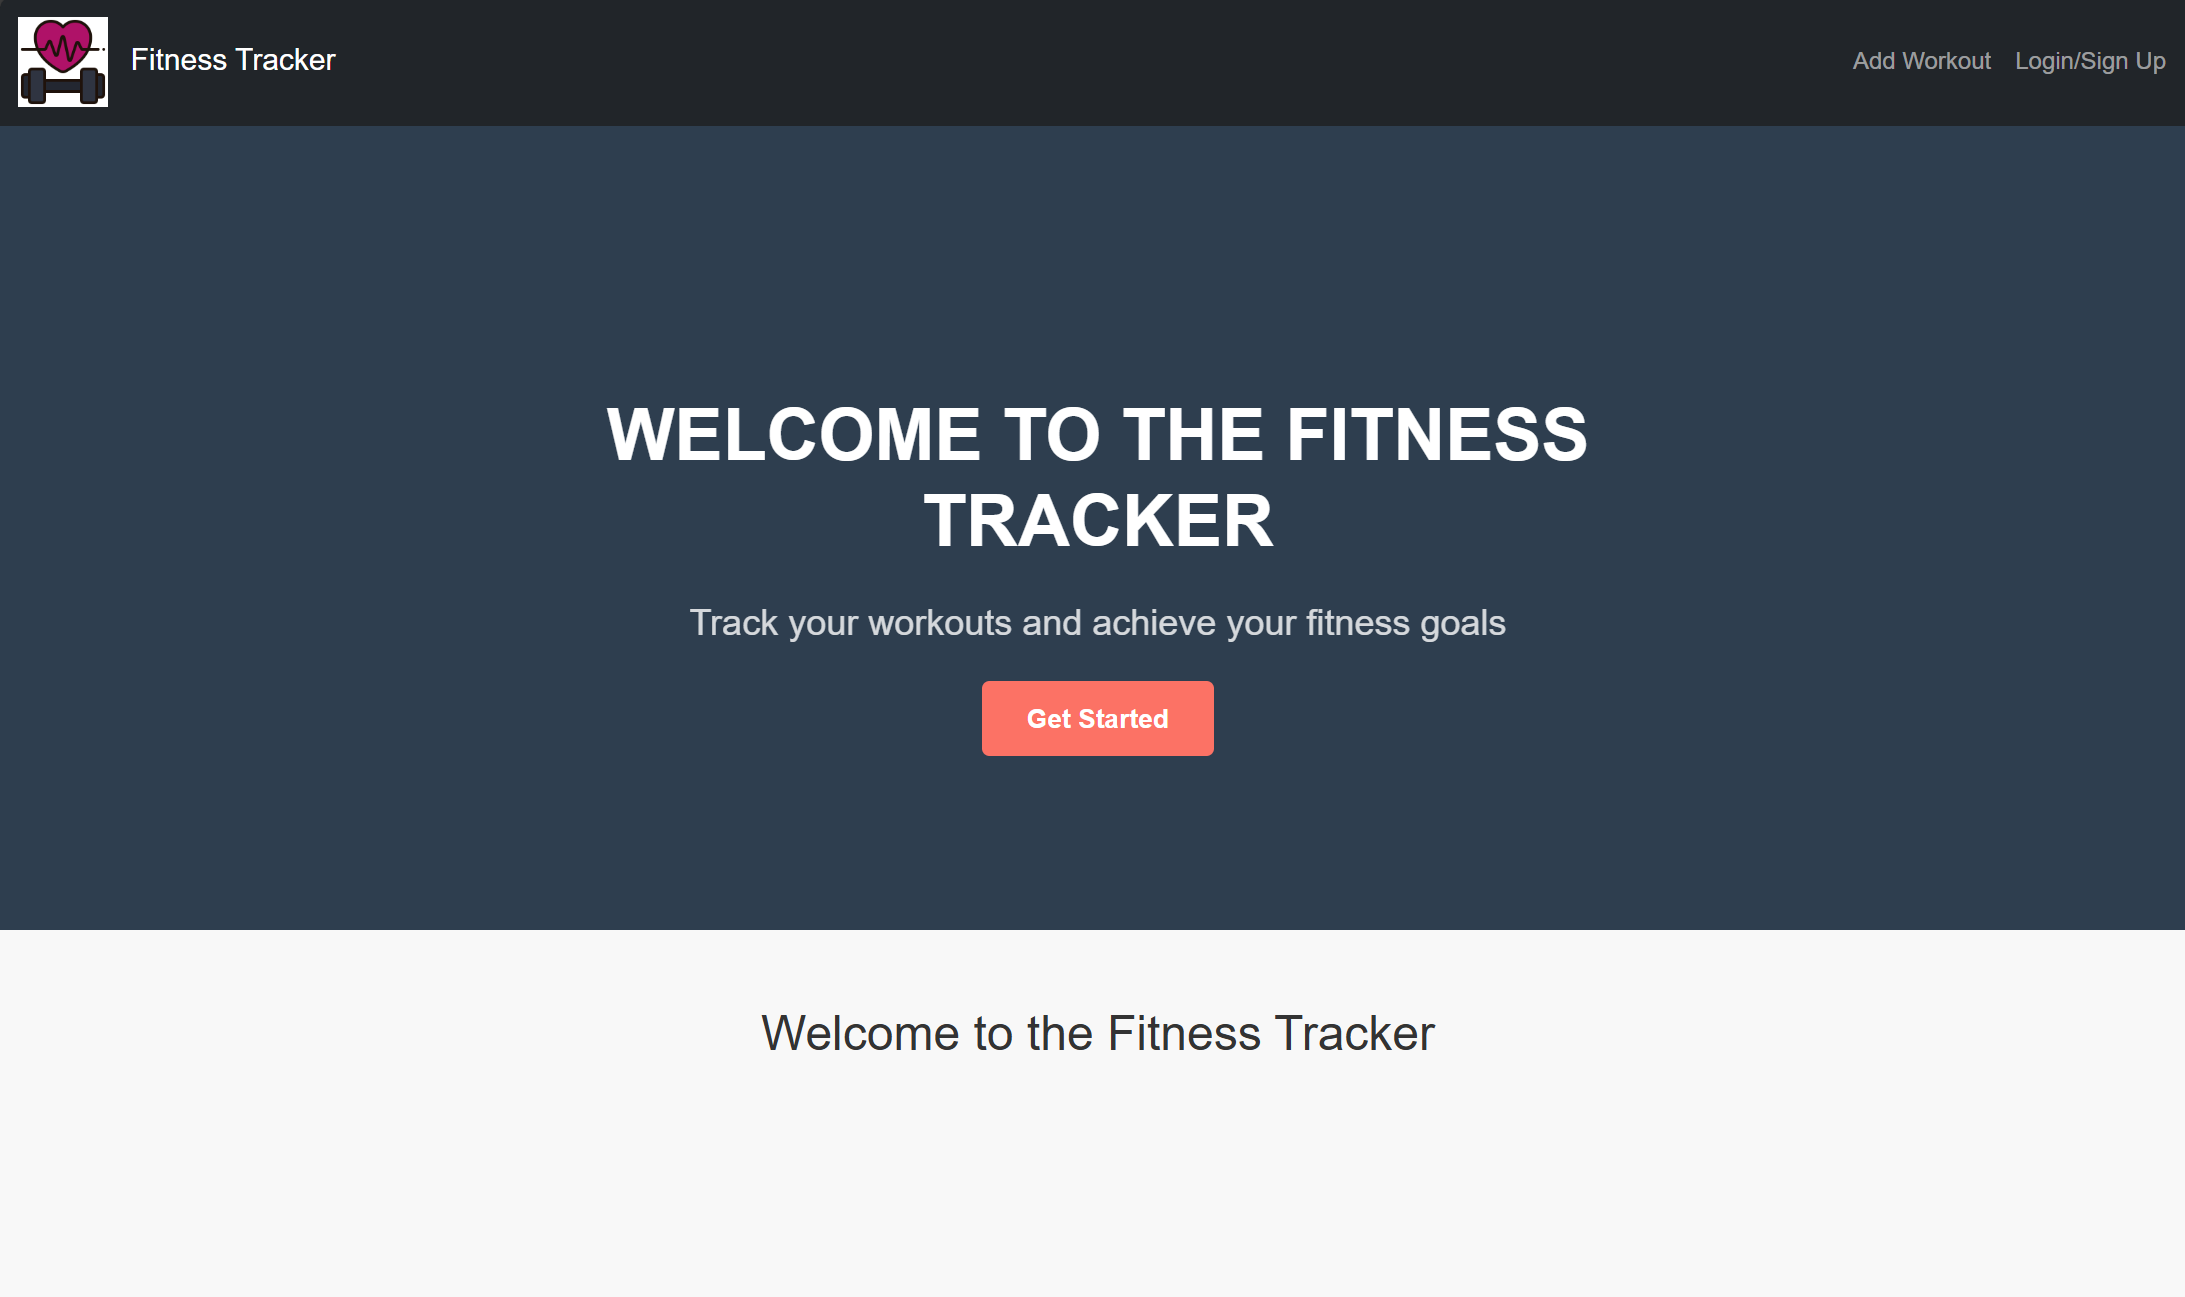 Fitness Tracker
Add Workout
Login/Sign Up
WELCOME TO THE FITNESS
TRACKER
Track your workouts and achieve your fitness goals
Get Started
Welcome to the Fitness Tracker